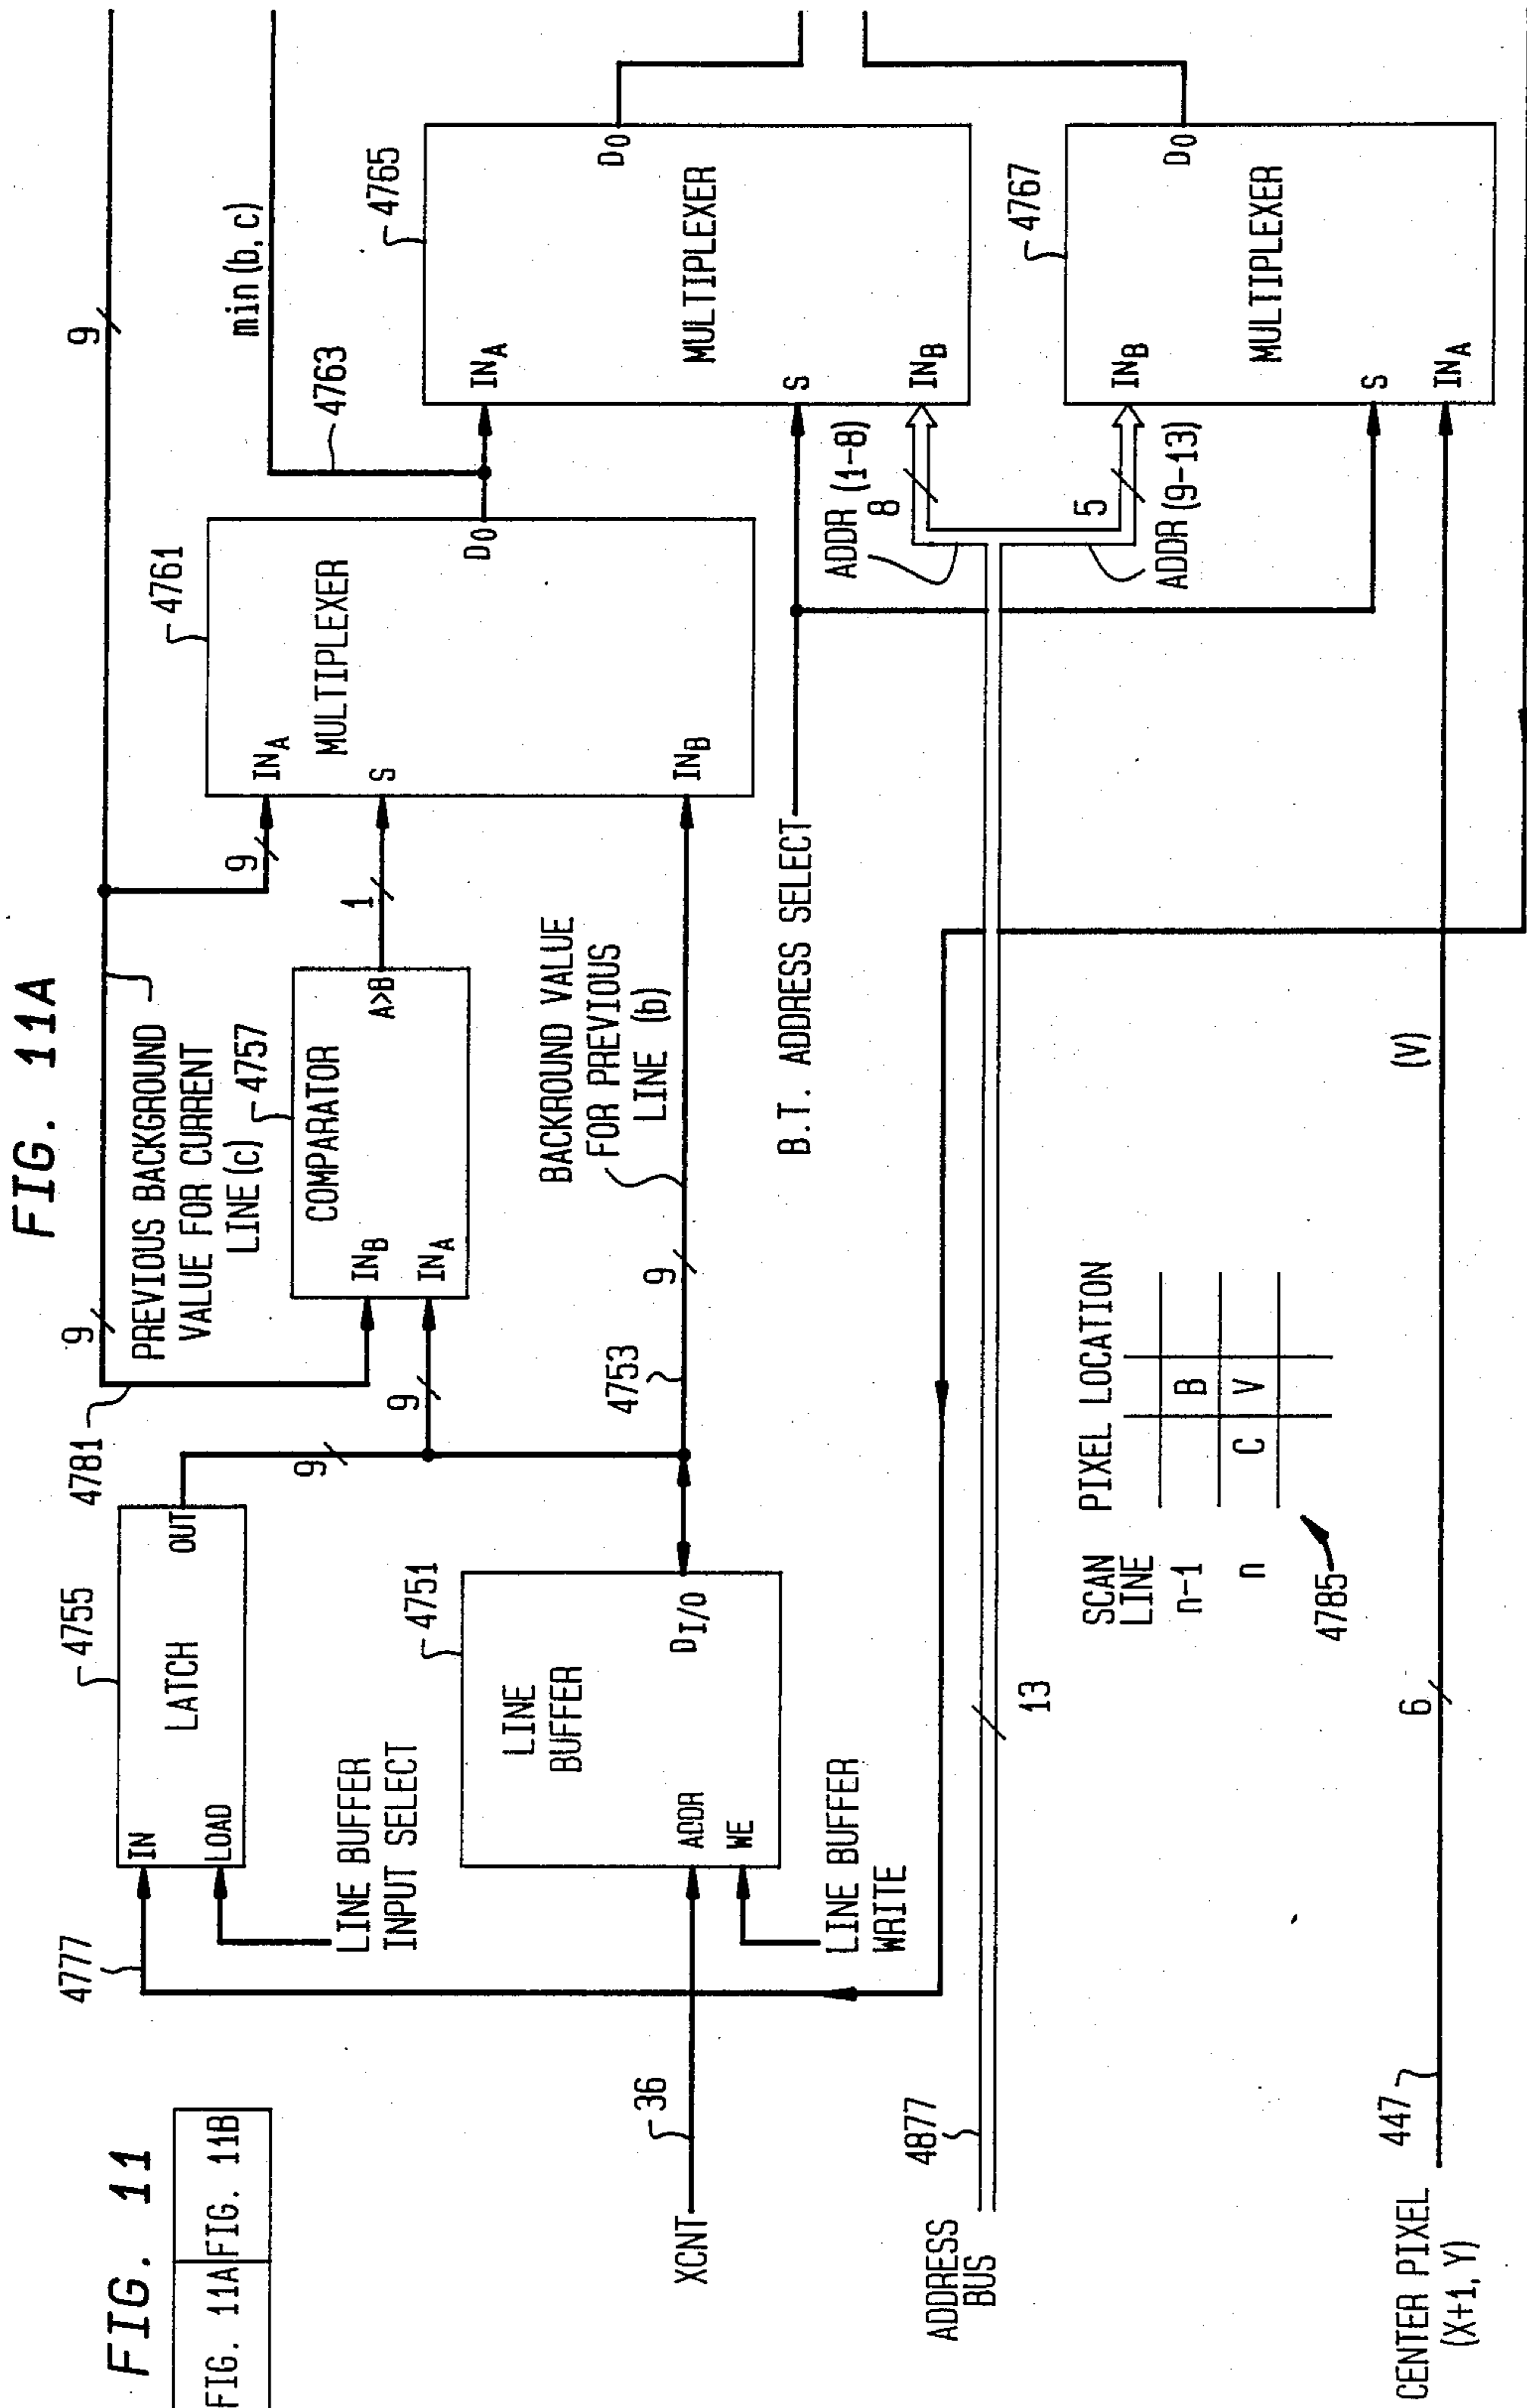 FIG. 11
FIG. 11A
FIG. 11B
FIG. 11A
4777
IN
LOAD
LATCH
OUT
4755
LINE BUFFER
INPUT SELECT
4781
9
PREVIOUS BACKGROUND
VALUE FOR CURRENT
LINE (c)
4757
COMPARATOR
INB
INA
A>B
9
9
1
9
9
4761
INA
S
INB
MULTIPLEXER
D0
4763
min (b, c)
XCNT
36
ADDR
WE
LINE
BUFFER
DI/O
4751
LINE BUFFER
WRITE
4753
9
BACKROUND VALUE
FOR PREVIOUS
LINE (b)
B.T. ADDRESS SELECT
4765
INA
S
INB
MULTIPLEXER
D0
ADDR (1-8)
8
5
ADDR (9-13)
4767
INB
S
INA
MULTIPLEXER
D0
ADDRESS
BUS
4877
13
SCAN
LINE
PIXEL LOCATION
n-1
B
n
C
V
4785
CENTER PIXEL
(X+1, Y)
447
6
(V)